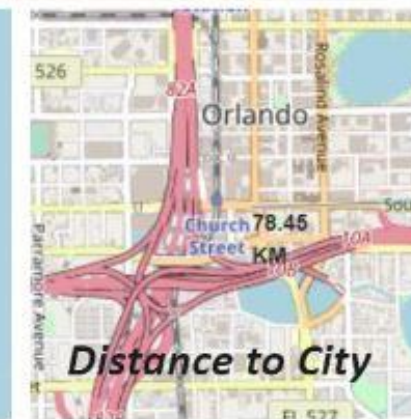 526
82A
Orlando
Rosalind Avenue
Church
Street
78.45
KM
Sou
10A
10B
Parramore Avenue
Distance to City
FL 527